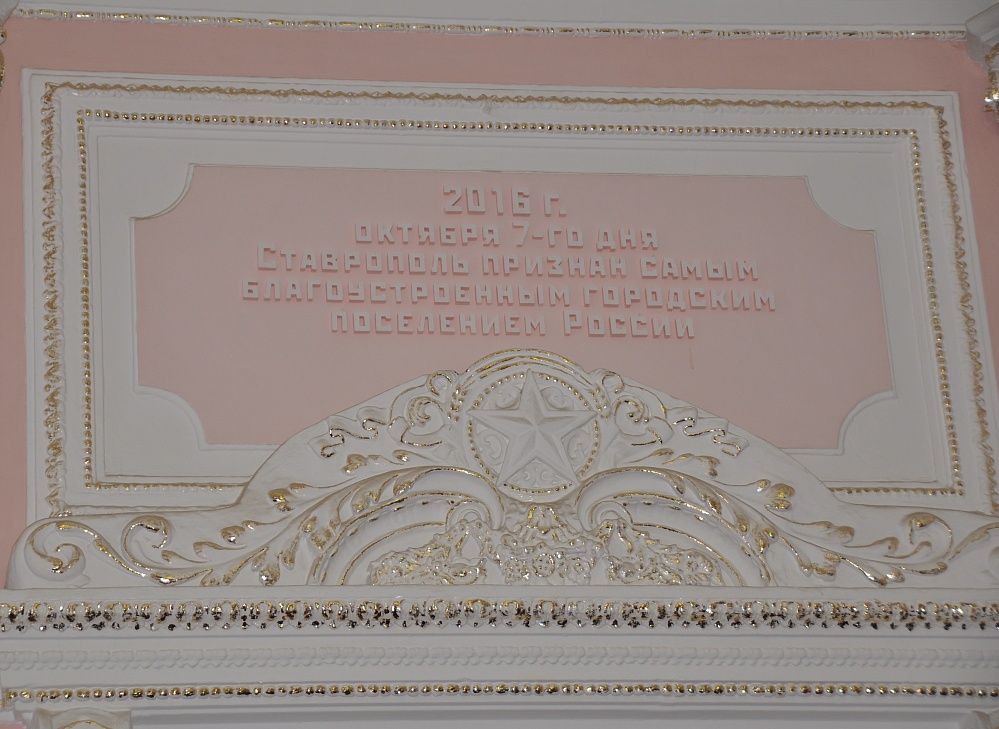 2016 г.
октября 7-го дня
Ставрополь признан самым
благоустроенным городским
поселением России